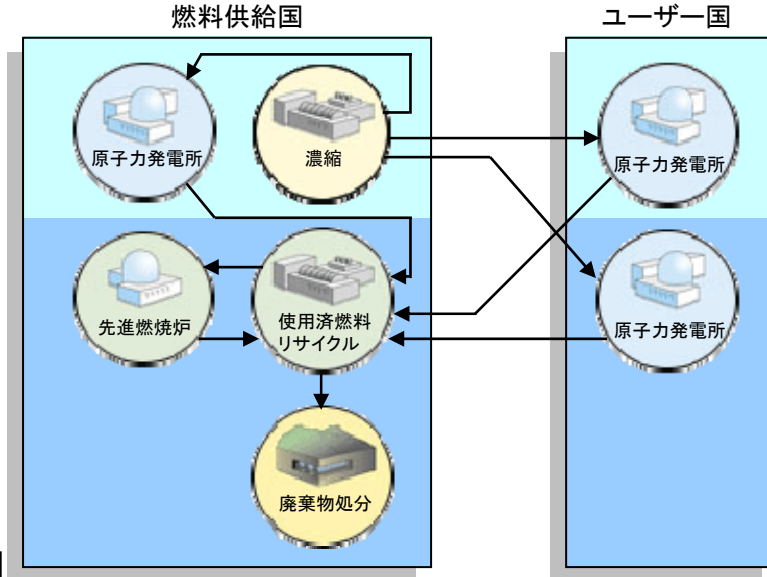 燃料供給国
ユーザー国
原子力発電所
濃縮
原子力発電所
先進燃焼炉
使用済燃料
リサイクル
原子力発電所
廃棄物処分